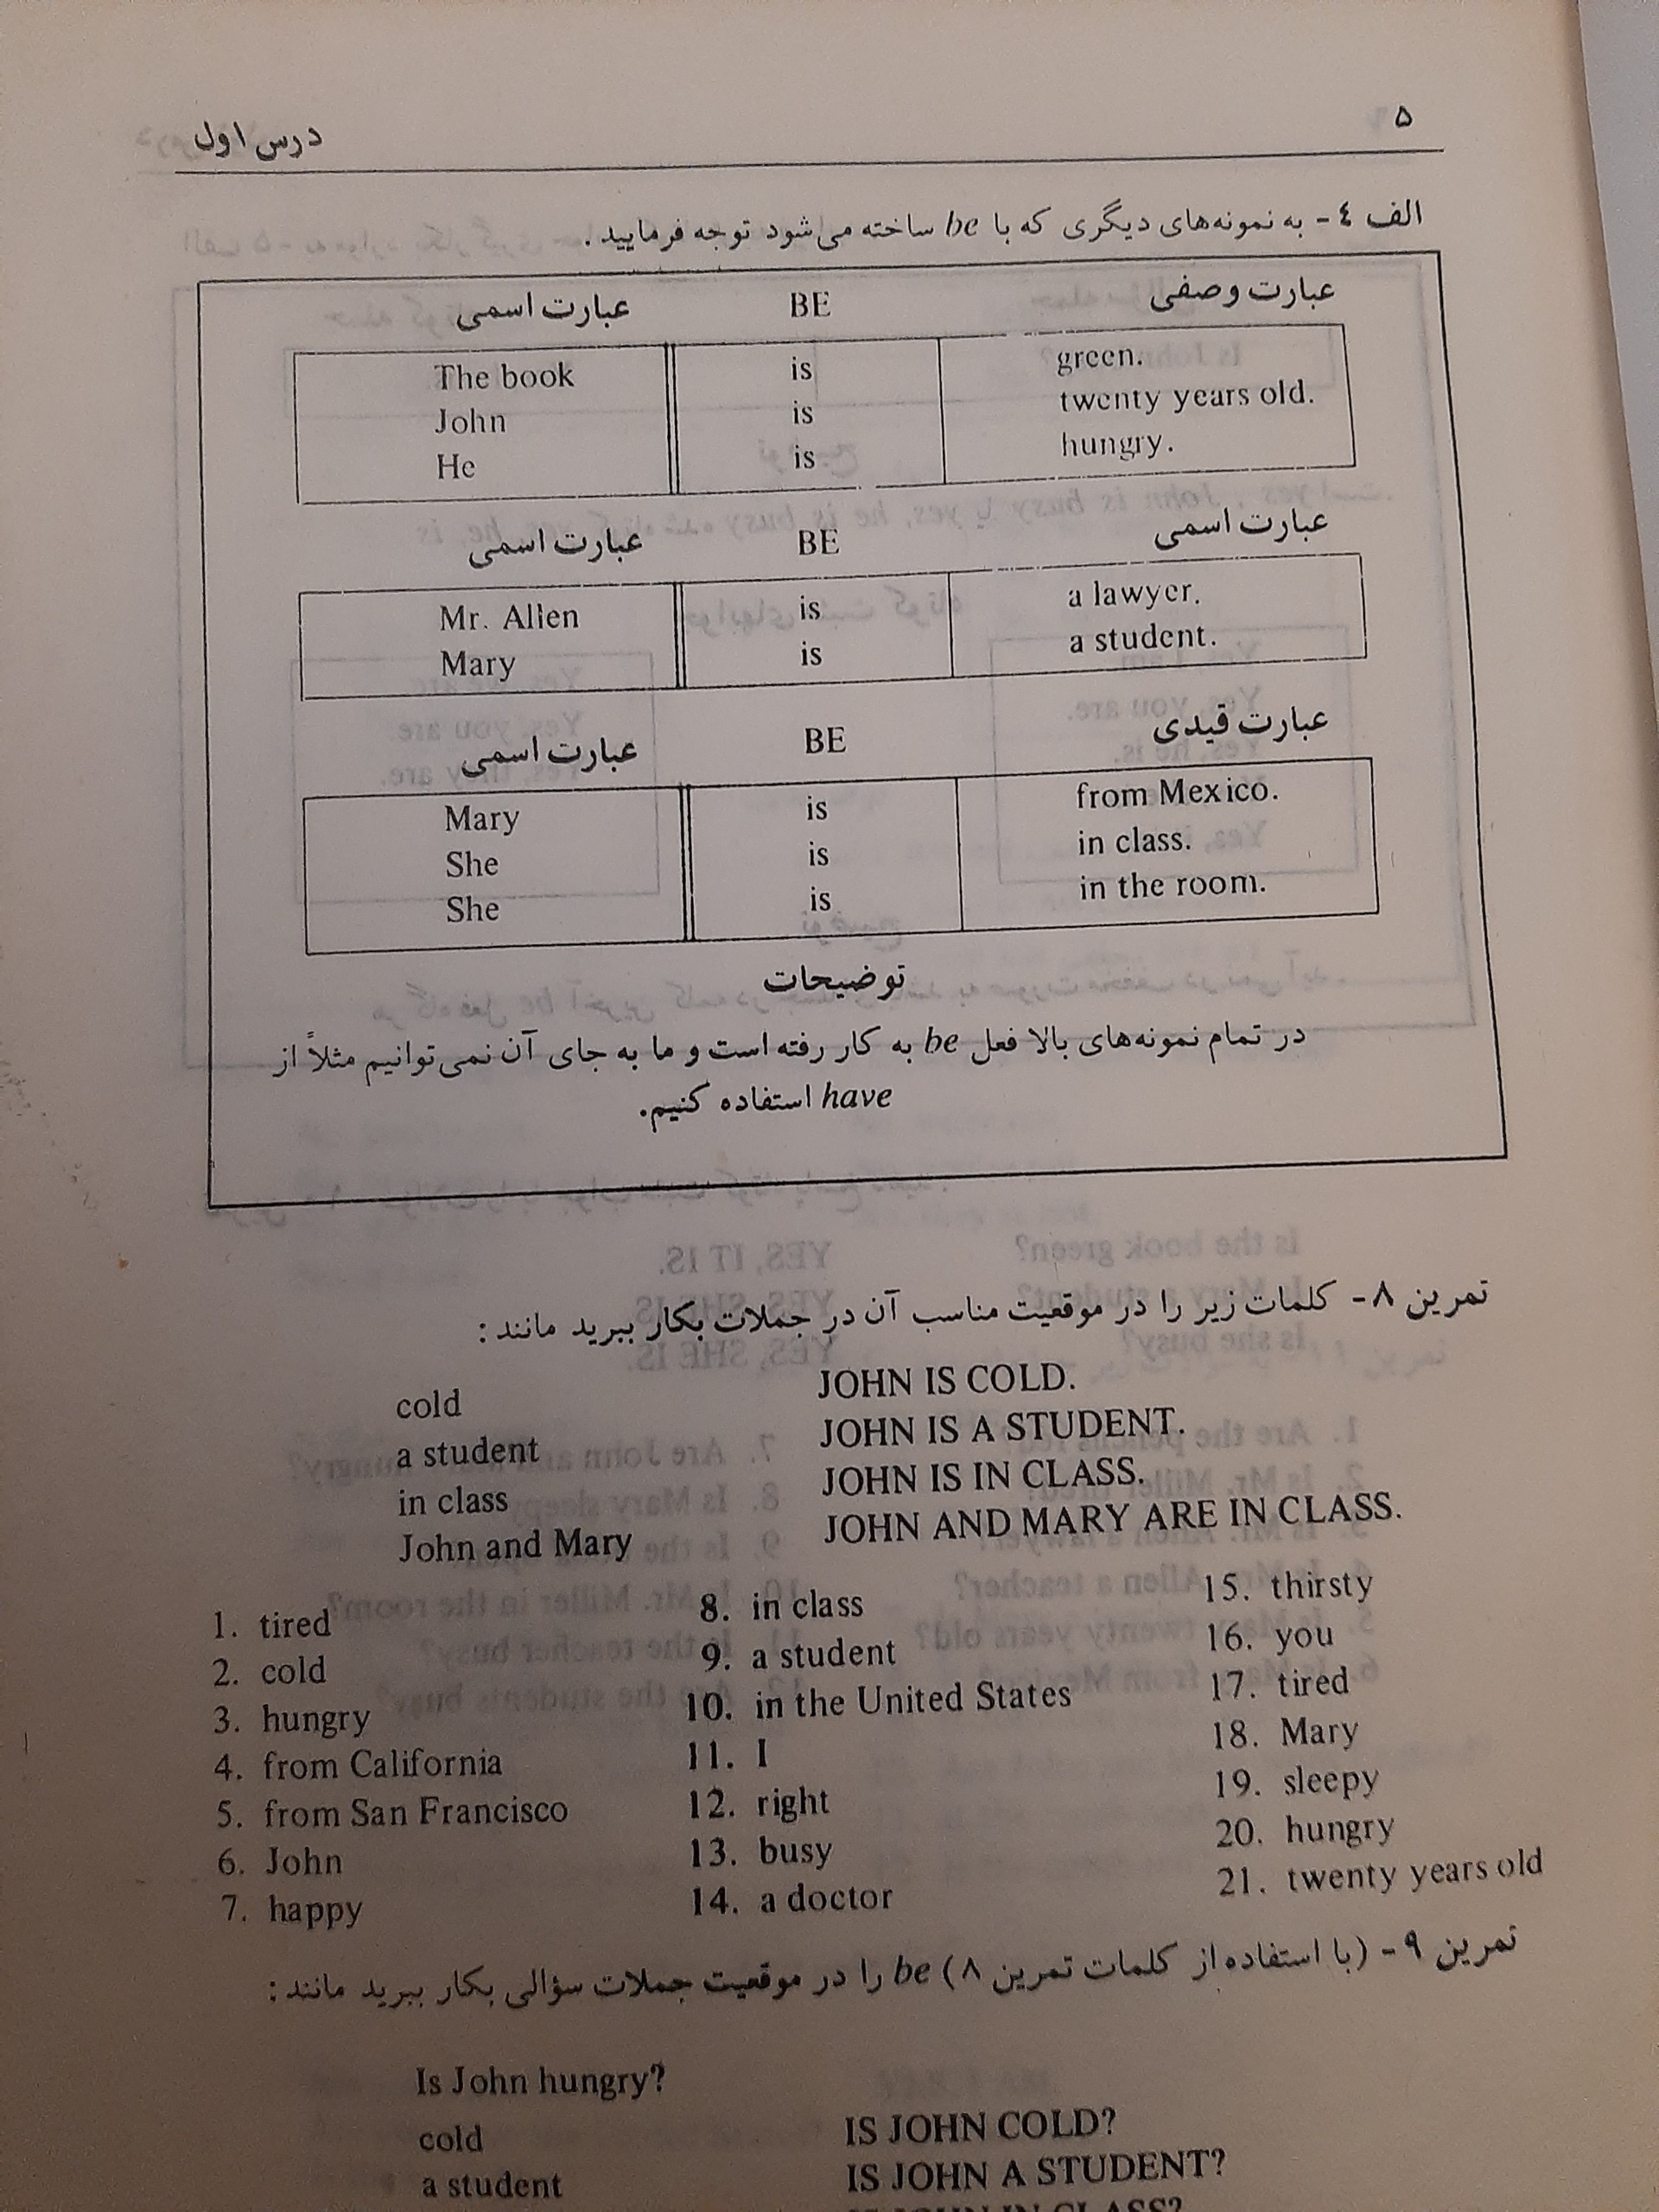 ۵
درس اول
الف ٤- به نمونه‌های دیگری که با be ساخته می‌شود توجه فرمایید.
عبارت اسمی BE عبارت وصفی
The book is green.
John is twenty years old.
He is hungry.
عبارت اسمی BE عبارت اسمی
Mr. Allen is a lawyer.
Mary is a student.
عبارت اسمی BE عبارت قیدی
Mary is from Mexico.
She is in class.
She is in the room.
توضیحات
در تمام نمونه‌های بالا فعل be به کار رفته است و ما به جای آن نمی‌توانیم مثلاً از
have استفاده کنیم.
تمرین ۸- کلمات زیر را در موقعیت مناسب آن در جملات بکار ببرید مانند:
cold JOHN IS COLD.
a student JOHN IS A STUDENT.
in class JOHN IS IN CLASS.
John and Mary JOHN AND MARY ARE IN CLASS.
1. tired
2. cold
3. hungry
4. from California
5. from San Francisco
6. John
7. happy
8. in class
9. a student
10. in the United States
11. I
12. right
13. busy
14. a doctor
15. thirsty
16. you
17. tired
18. Mary
19. sleepy
20. hungry
21. twenty years old
تمرین ۹- (با استفاده از کلمات تمرین ۸) be را در موقعیت جملات سؤالی بکار ببرید مانند:
Is John hungry?
cold IS JOHN COLD?
a student IS JOHN A STUDENT?